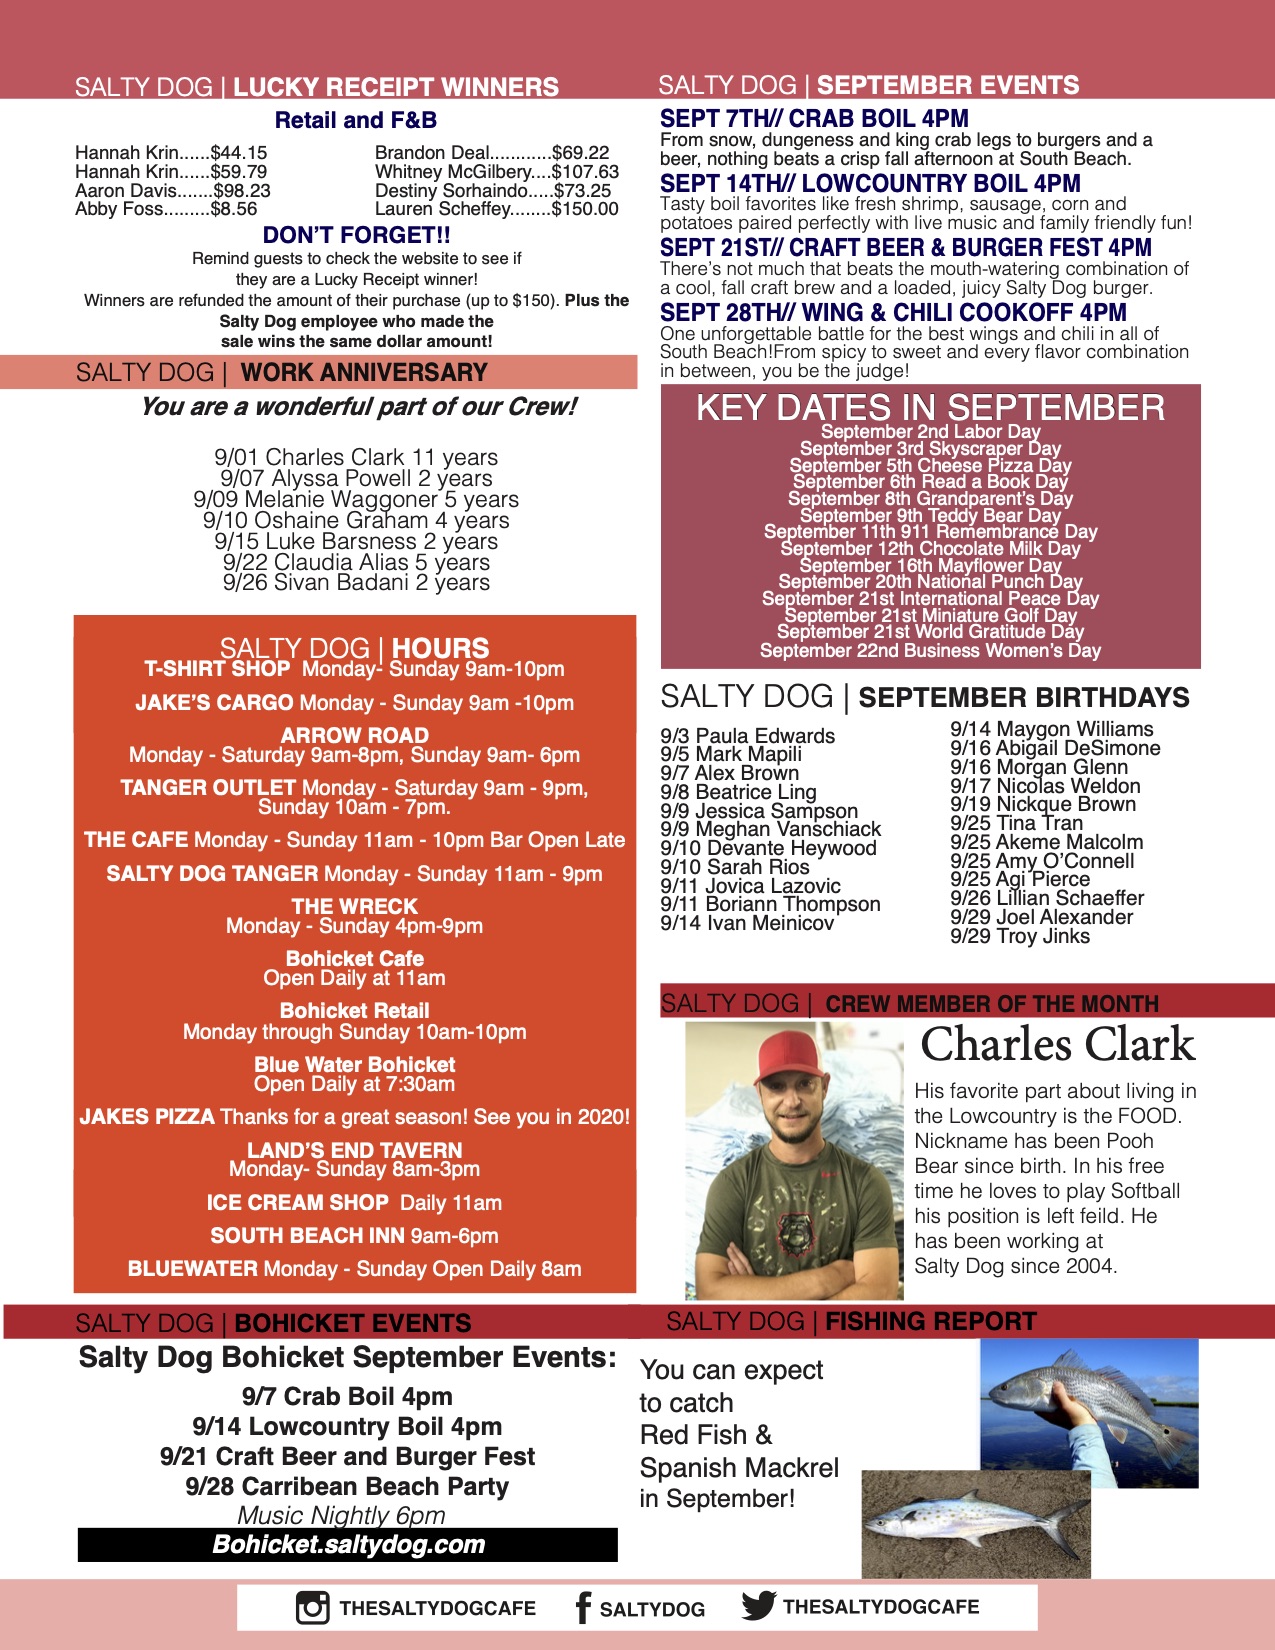 SALTY DOG | LUCKY RECEIPT WINNERS
Retail and F&B
Hannah Krin......$44.15
Hannah Krin......$59.79
Aaron Davis.......$98.23
Abby Foss.........$8.56
Brandon Deal............$69.22
Whitney McGilbery....$107.63
Destiny Sorhaindo.....$73.25
Lauren Scheffey........$150.00
DON'T FORGET!!
Remind guests to check the website to see if
they are a Lucky Receipt winner!
Winners are refunded the amount of their purchase (up to $150). Plus the
Salty Dog employee who made the
sale wins the same dollar amount!
SALTY DOG | WORK ANNIVERSARY
You are a wonderful part of our Crew!
9/01 Charles Clark 11 years
9/07 Alyssa Powell 2 years
9/09 Melanie Waggoner 5 years
9/10 Oshaine Graham 4 years
9/15 Luke Barsness 2 years
9/22 Claudia Alias 5 years
9/26 Sivan Badani 2 years
SALTY DOG | HOURS
T-SHIRT SHOP Monday- Sunday 9am-10pm
JAKE'S CARGO Monday - Sunday 9am -10pm
ARROW ROAD
Monday - Saturday 9am-8pm, Sunday 9am- 6pm
TANGER OUTLET Monday - Saturday 9am - 9pm,
Sunday 10am - 7pm.
THE CAFE Monday - Sunday 11am - 10pm Bar Open Late
SALTY DOG TANGER Monday - Sunday 11am - 9pm
THE WRECK
Monday - Sunday 4pm-9pm
Bohicket Cafe
Open Daily at 11am
Bohicket Retail
Monday through Sunday 10am-10pm
Blue Water Bohicket
Open Daily at 7:30am
JAKES PIZZA Thanks for a great season! See you in 2020!
LAND'S END TAVERN
Monday- Sunday 8am-3pm
ICE CREAM SHOP Daily 11am
SOUTH BEACH INN 9am-6pm
BLUEWATER Monday - Sunday Open Daily 8am
SALTY DOG | BOHICKET EVENTS
Salty Dog Bohicket September Events:
9/7 Crab Boil 4pm
9/14 Lowcountry Boil 4pm
9/21 Craft Beer and Burger Fest
9/28 Carribean Beach Party
Music Nightly 6pm
Bohicket.saltydog.com
SALTY DOG | SEPTEMBER EVENTS
SEPT 7TH// CRAB BOIL 4PM
From snow, dungeness and king crab legs to burgers and a
beer, nothing beats a crisp fall afternoon at South Beach.
SEPT 14TH// LOWCOUNTRY BOIL 4PM
Tasty boil favorites like fresh shrimp, sausage, corn and
potatoes paired perfectly with live music and family friendly fun!
SEPT 21ST// CRAFT BEER & BURGER FEST 4PM
There's not much that beats the mouth-watering combination of
a cool, fall craft brew and a loaded, juicy Salty Dog burger.
SEPT 28TH// WING & CHILI COOKOFF 4PM
One unforgettable battle for the best wings and chili in all of
South Beach!From spicy to sweet and every flavor combination
in between, you be the judge!
KEY DATES IN SEPTEMBER
September 2nd Labor Day
September 3rd Skyscraper Day
September 5th Cheese Pizza Day
September 6th Read a Book Day
September 8th Grandparent's Day
September 9th Teddy Bear Day
September 11th 911 Remembrance Day
September 12th Chocolate Milk Day
September 16th Mayflower Day
September 20th National Punch Day
September 21st International Peace Day
September 21st Miniature Golf Day
September 21st World Gratitude Day
September 22nd Business Women's Day
SALTY DOG | SEPTEMBER BIRTHDAYS
9/3 Paula Edwards
9/5 Mark Mapili
9/7 Alex Brown
9/8 Beatrice Ling
9/9 Jessica Sampson
9/9 Meghan Vanschiack
9/10 Devante Heywood
9/10 Sarah Rios
9/11 Jovica Lazovic
9/11 Boriann Thompson
9/14 Ivan Meinicov
9/14 Maygon Williams
9/16 Abigail DeSimone
9/16 Morgan Glenn
9/17 Nicolas Weldon
9/19 Nickque Brown
9/25 Tina Tran
9/25 Akeme Malcolm
9/25 Amy O'Connell
9/25 Agi Pierce
9/26 Lillian Schaeffer
9/29 Joel Alexander
9/29 Troy Jinks
SALTY DOG | CREW MEMBER OF THE MONTH
Charles Clark
His favorite part about living in
the Lowcountry is the FOOD.
Nickname has been Pooh
Bear since birth. In his free
time he loves to play Softball
his position is left feild. He
has been working at
Salty Dog since 2004.
SALTY DOG | FISHING REPORT
You can expect
to catch
Red Fish &
Spanish Mackrel
in September!
THESALTYDOGCAFE
SALTYDOG
THESALTYDOGCAFE